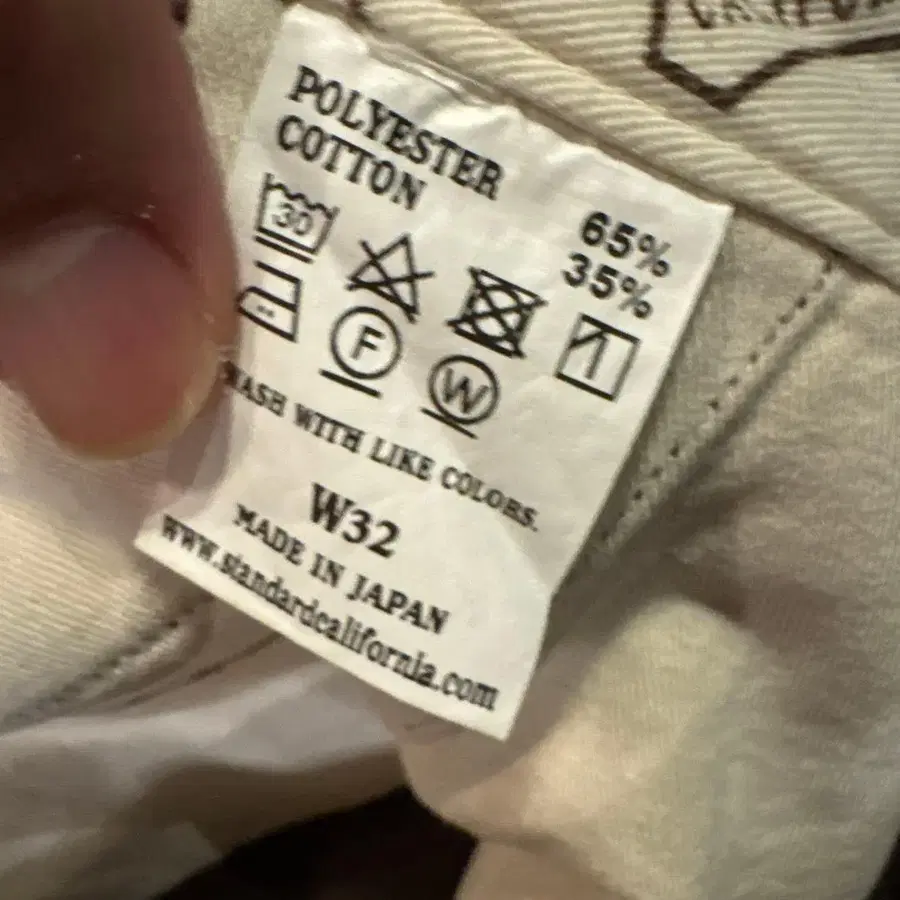 POLYESTER 65%
COTTON 35%
30
F W
WASH WITH LIKE COLORS.
W32
MADE IN JAPAN
www.standardcalifornia.com